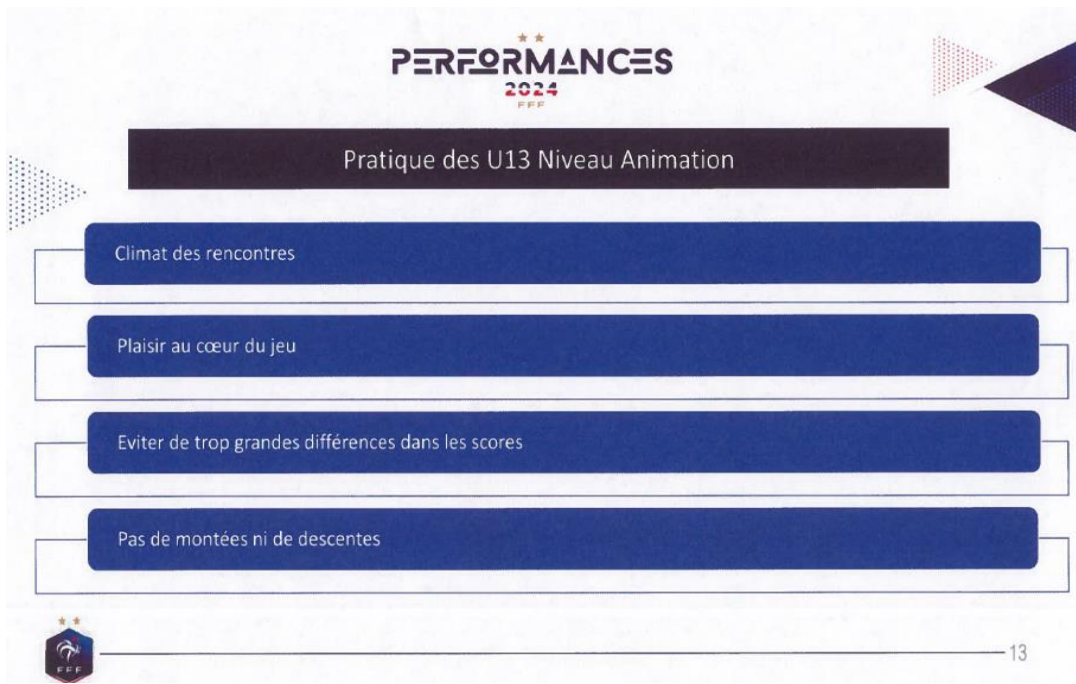 PERFORMANCES
2024
FFF
Pratique des U13 Niveau Animation
Climat des rencontres
Plaisir au cœur du jeu
Eviter de trop grandes différences dans les scores
Pas de montées ni de descentes
FFF
13